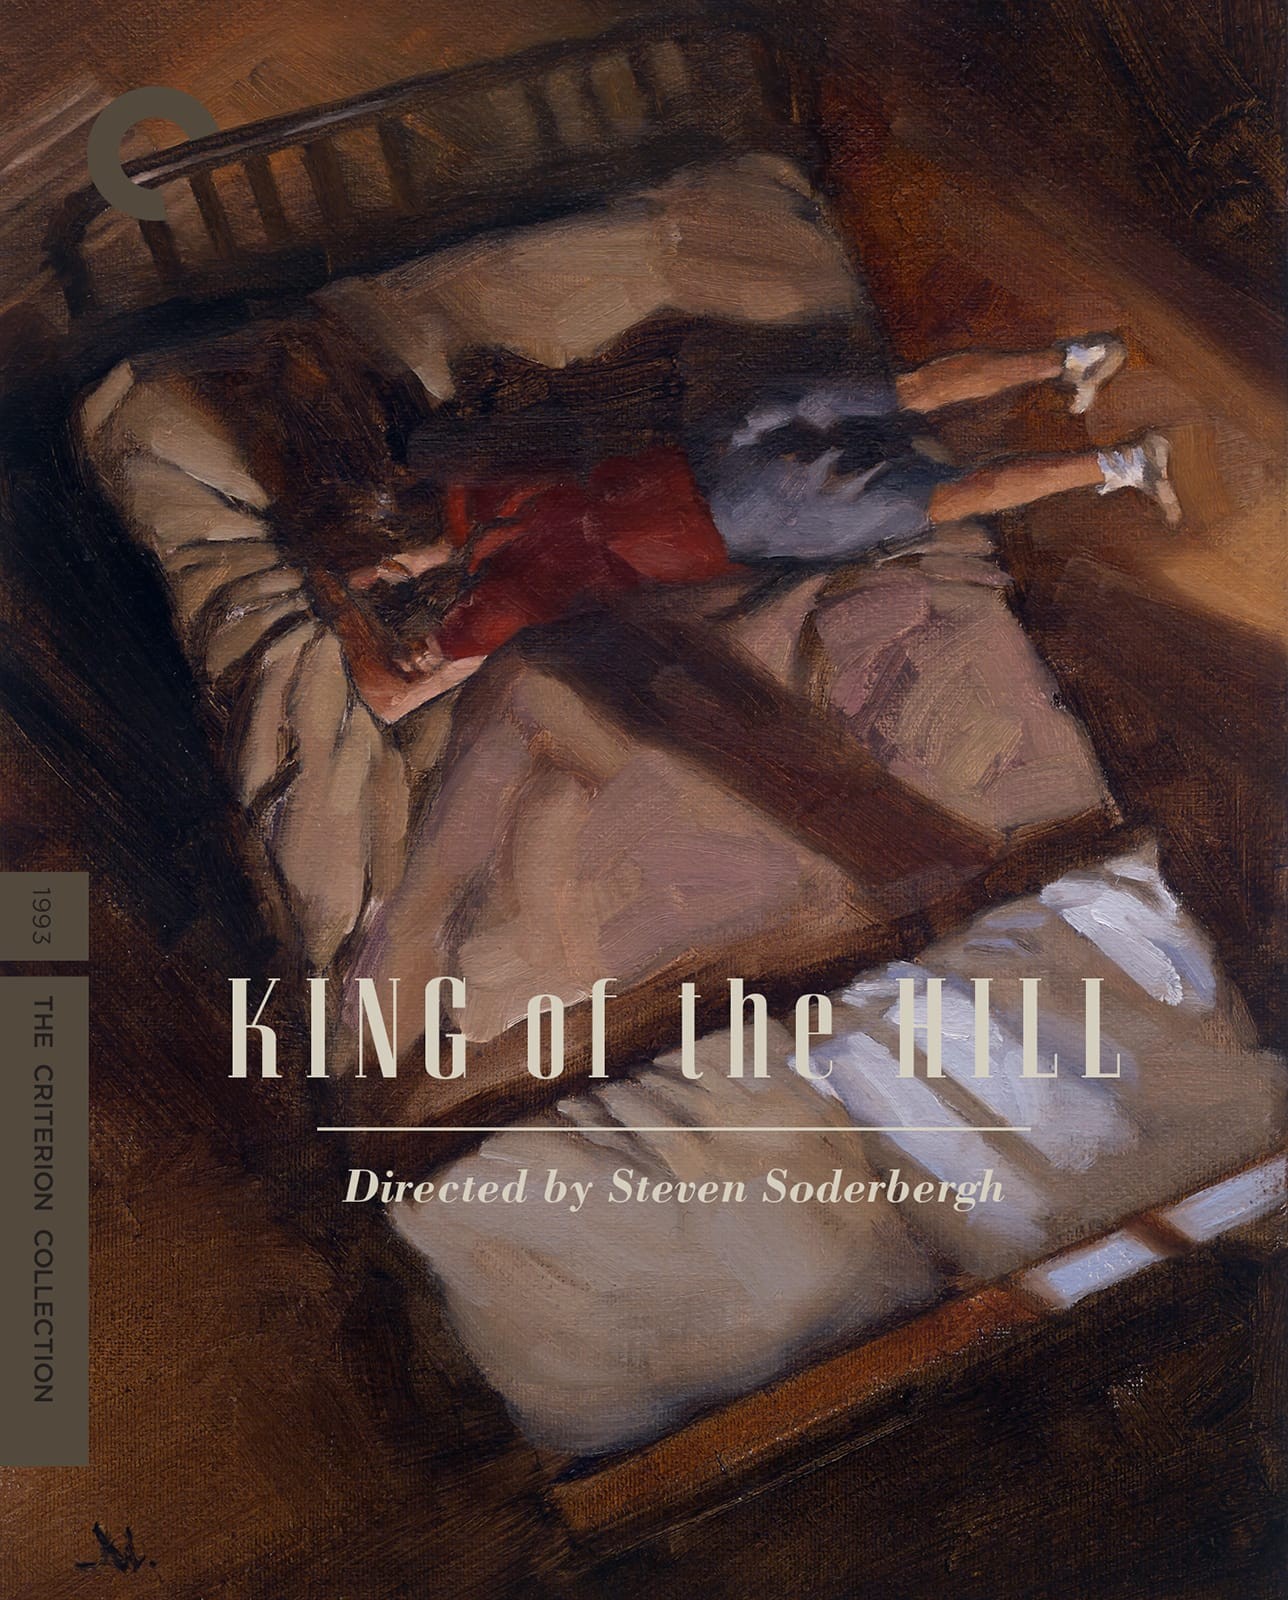 1993
THE CRITERION COLLECTION
KING of the HILL
Directed by Steven Soderbergh